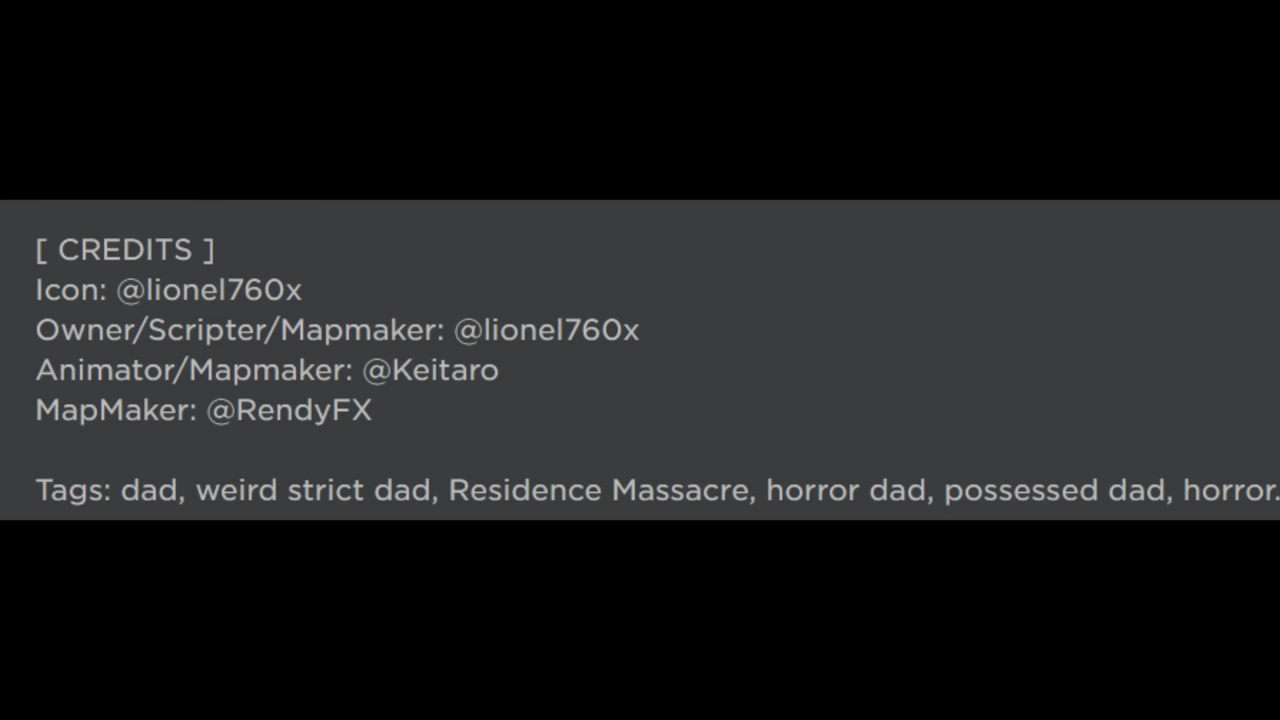 [ CREDITS ]
Icon: @lionel760x
Owner/Scripter/Mapmaker: @lionel760x
Animator/Mapmaker: @Keitaro
MapMaker: @RendyFX
Tags: dad, weird strict dad, Residence Massacre, horror dad, possessed dad, horror.